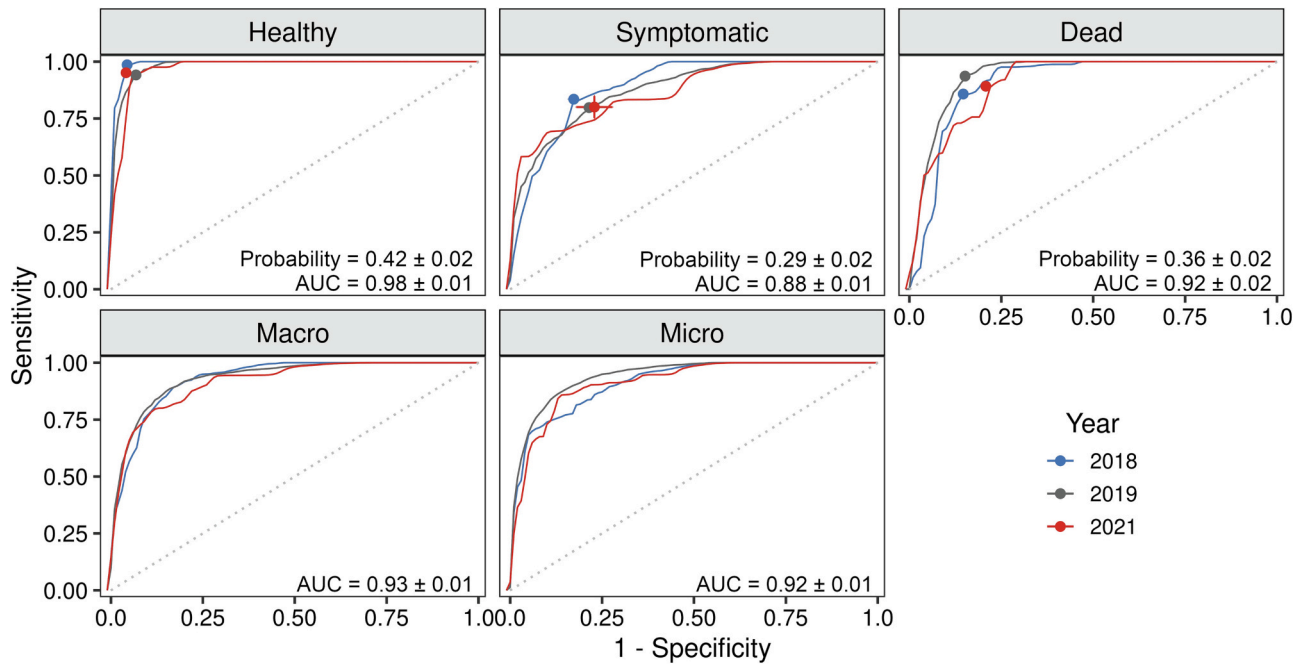 Healthy
Symptomatic
Dead
Sensitivity
1.00
0.75
0.50
0.25
0.00
Probability = 0.42 ± 0.02
AUC = 0.98 ± 0.01
Probability = 0.29 ± 0.02
AUC = 0.88 ± 0.01
Probability = 0.36 ± 0.02
AUC = 0.92 ± 0.02
0.0 0.25 0.50 0.75 1.0
Macro
Micro
1.00
0.75
0.50
0.25
0.00
AUC = 0.93 ± 0.01
AUC = 0.92 ± 0.01
0.0 0.25 0.50 0.75 1.0
0.0 0.25 0.50 0.75 1.0
1 - Specificity
Year
2018
2019
2021